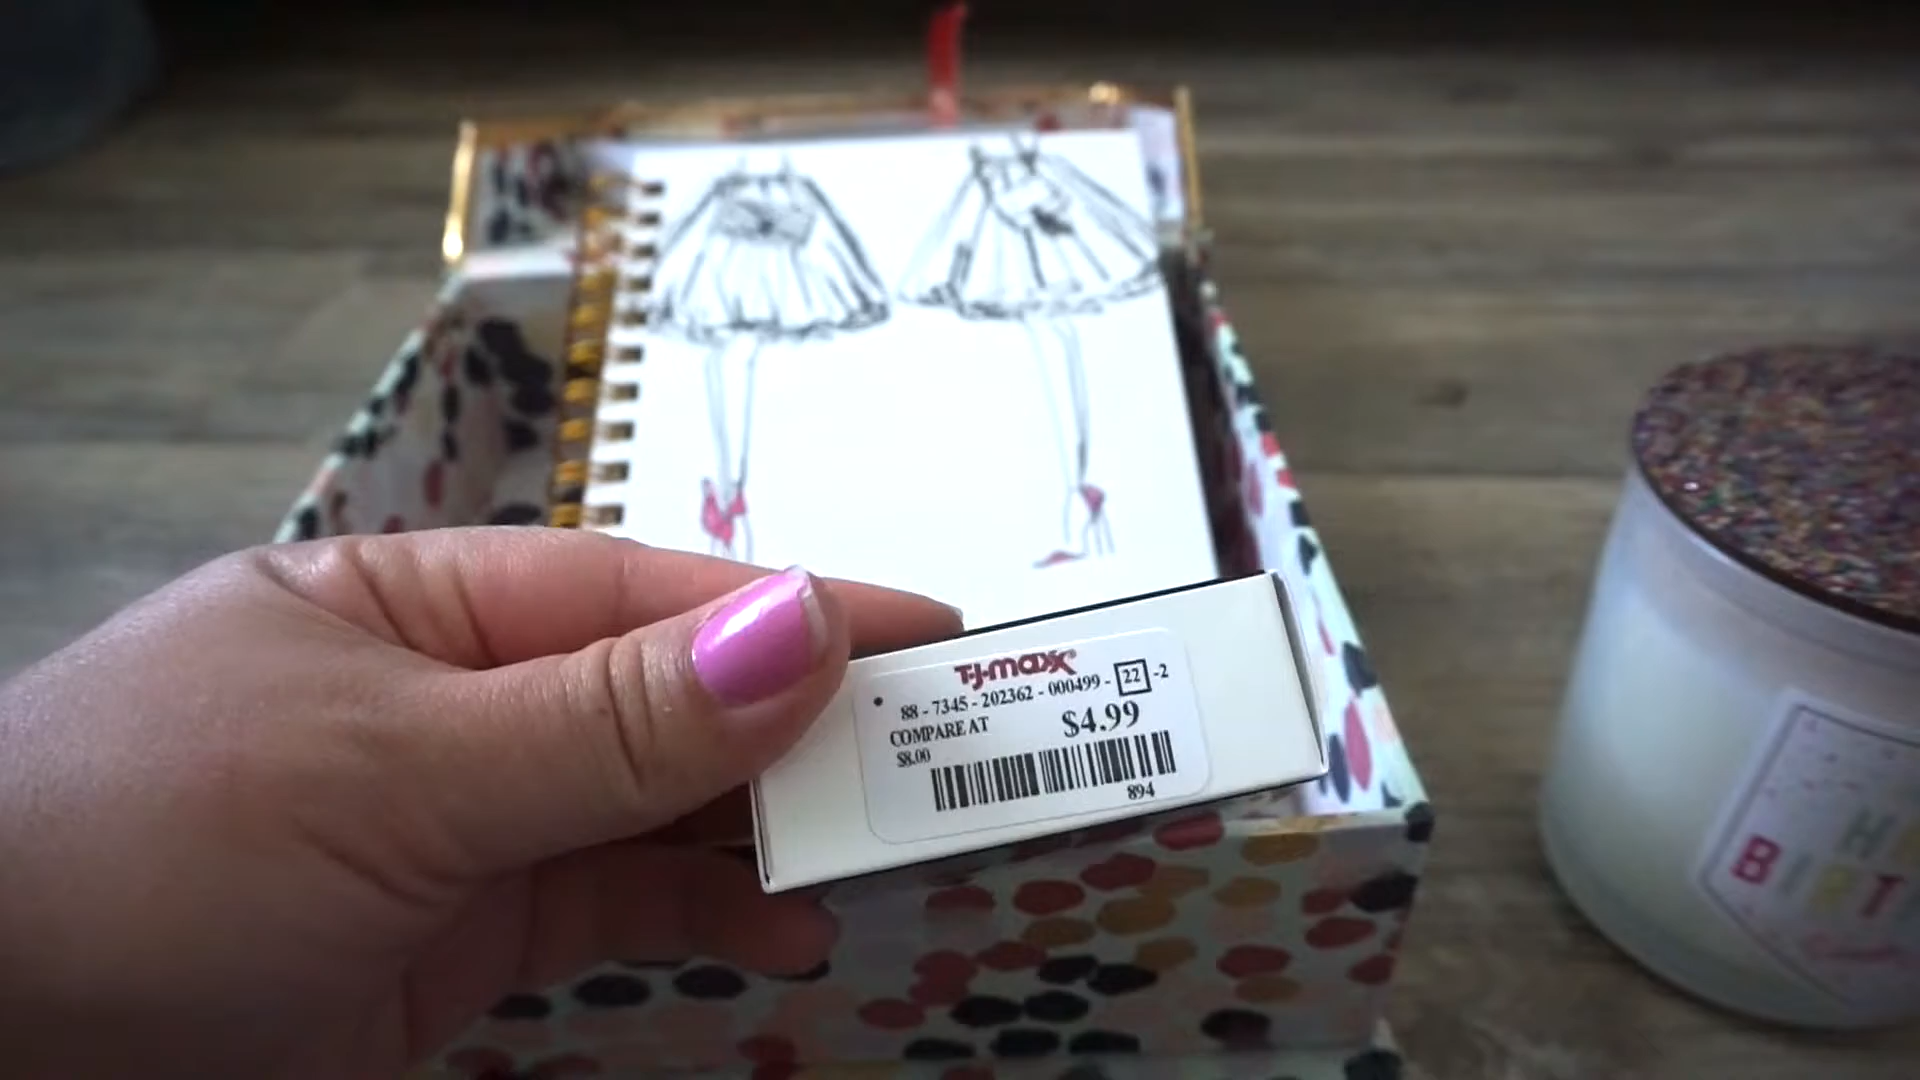 T.J.maxx®
88 - 7345 - 202362 - 000499 - 22 -2
COMPARE AT
$4.99
$8.00
894